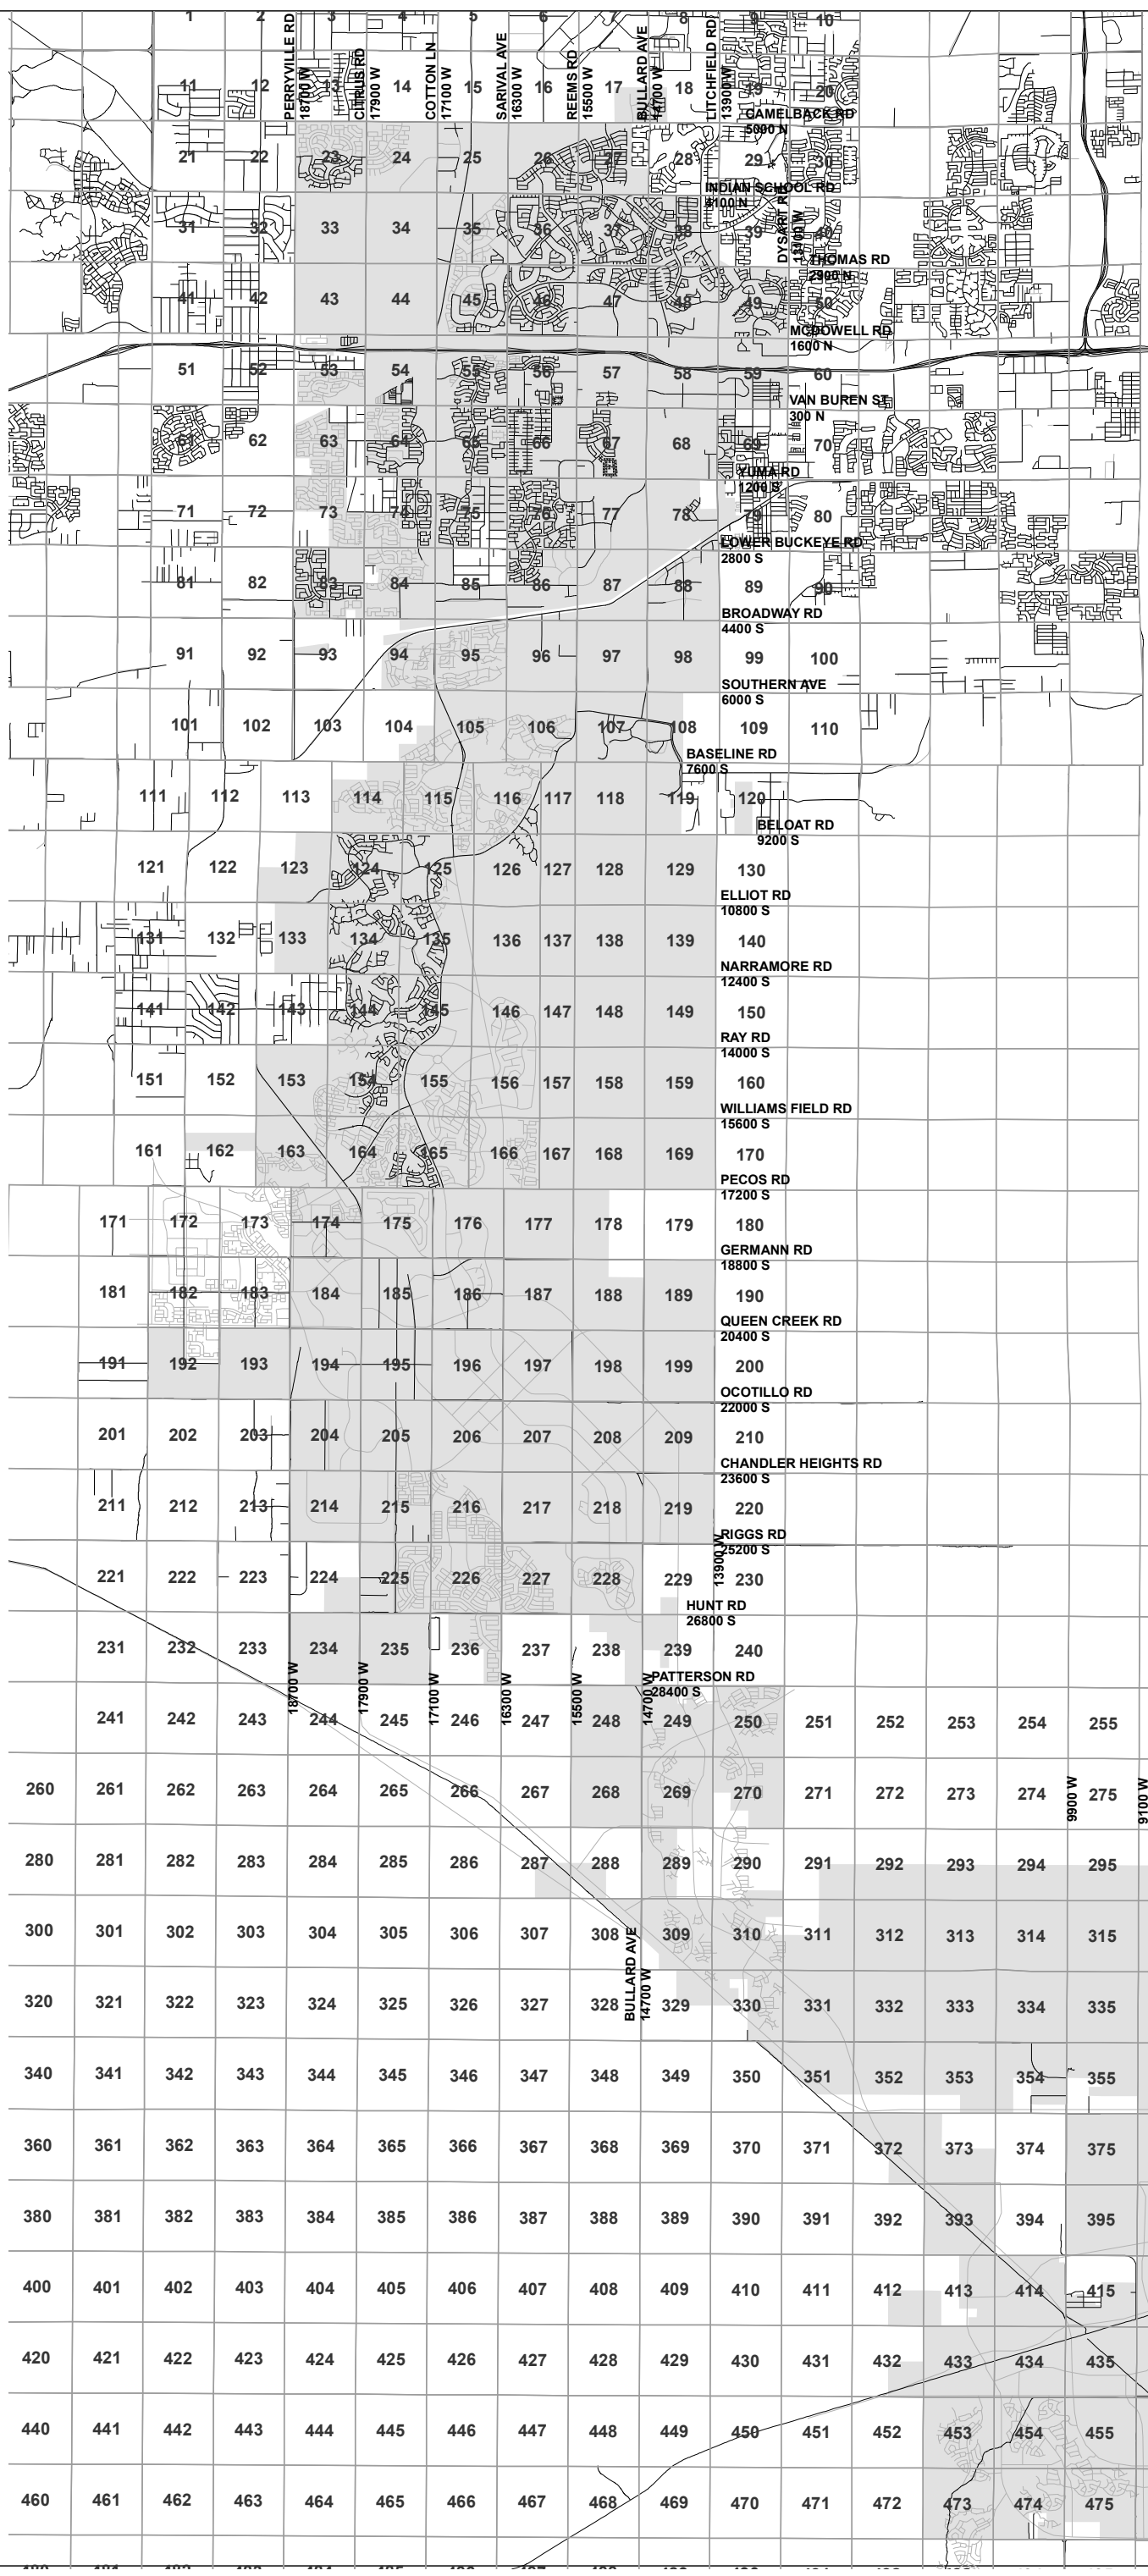 1 2 3 4 5 6 7 8 9 10
PERRYVILLE RD
18700 W
CITRUS RD
17900 W
COTTON LN
17100 W
SARIVAL AVE
16300 W
REEMS RD
15500 W
BULLARD AVE
14700 W
LITCHFIELD RD
13900 W
11 12 13 14 15 16 17 18 19 20
CAMELBACK RD
5000 N
21 22 23 24 25 26 27 28 29 30
INDIAN SCHOOL RD
4100 N
DYSART RD
13100 W
31 32 33 34 35 36 37 38 39 40
THOMAS RD
2900 N
41 42 43 44 45 46 47 48 49 50
MCDOWELL RD
1600 N
51 52 53 54 55 56 57 58 59 60
VAN BUREN ST
300 N
61 62 63 64 65 66 67 68 69 70
YUMA RD
1200 S
71 72 73 74 75 76 77 78 79 80
LOWER BUCKEYE RD
2800 S
81 82 83 84 85 86 87 88 89 90
BROADWAY RD
4400 S
91 92 93 94 95 96 97 98 99 100
SOUTHERN AVE
6000 S
101 102 103 104 105 106 107 108 109 110
BASELINE RD
7600 S
111 112 113 114 115 116 117 118 119 120
BELOAT RD
9200 S
121 122 123 124 125 126 127 128 129 130
ELLIOT RD
10800 S
131 132 133 134 135 136 137 138 139 140
NARRAMORE RD
12400 S
141 142 143 144 145 146 147 148 149 150
RAY RD
14000 S
151 152 153 154 155 156 157 158 159 160
WILLIAMS FIELD RD
15600 S
161 162 163 164 165 166 167 168 169 170
PECOS RD
17200 S
171 172 173 174 175 176 177 178 179 180
GERMANN RD
18800 S
181 182 183 184 185 186 187 188 189 190
QUEEN CREEK RD
20400 S
191 192 193 194 195 196 197 198 199 200
OCOTILLO RD
22000 S
201 202 203 204 205 206 207 208 209 210
CHANDLER HEIGHTS RD
23600 S
211 212 213 214 215 216 217 218 219 220
RIGGS RD
25200 S
13900 W
221 222 223 224 225 226 227 228 229 230
HUNT RD
26800 S
231 232 233 234 235 236 237 238 239 240
PATTERSON RD
28400 S
18700 W
17900 W
17100 W
16300 W
15500 W
14700 W
241 242 243 244 245 246 247 248 249 250 251 252 253 254 255
260 261 262 263 264 265 266 267 268 269 270 271 272 273 274 275
9900 W
9100 W
280 281 282 283 284 285 286 287 288 289 290 291 292 293 294 295
300 301 302 303 304 305 306 307 308 309 310 311 312 313 314 315
BULLARD AVE
14700 W
320 321 322 323 324 325 326 327 328 329 330 331 332 333 334 335
340 341 342 343 344 345 346 347 348 349 350 351 352 353 354 355
360 361 362 363 364 365 366 367 368 369 370 371 372 373 374 375
380 381 382 383 384 385 386 387 388 389 390 391 392 393 394 395
400 401 402 403 404 405 406 407 408 409 410 411 412 413 414 415
420 421 422 423 424 425 426 427 428 429 430 431 432 433 434 435
440 441 442 443 444 445 446 447 448 449 450 451 452 453 454 455
460 461 462 463 464 465 466 467 468 469 470 471 472 473 474 475